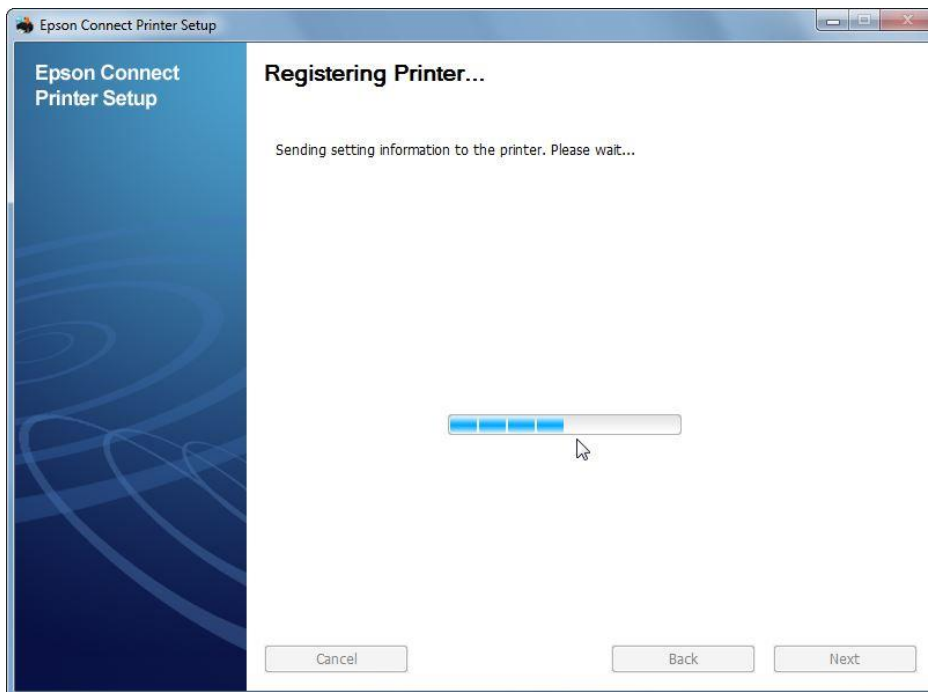 Epson Connect Printer Setup
Epson Connect
Printer Setup
Registering Printer...
Sending setting information to the printer. Please wait...
Cancel
Back
Next